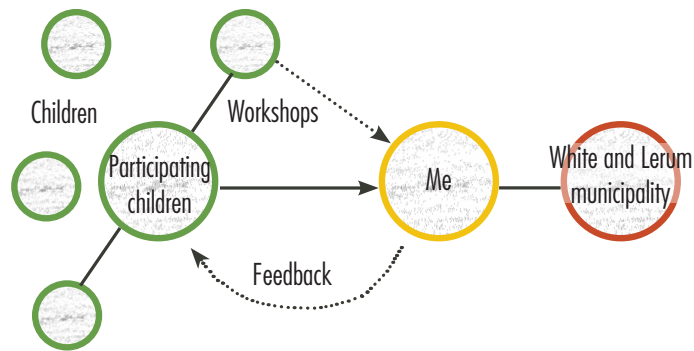 Children
Workshops
Participating
children
Me
White and Lerum
municipality
Feedback